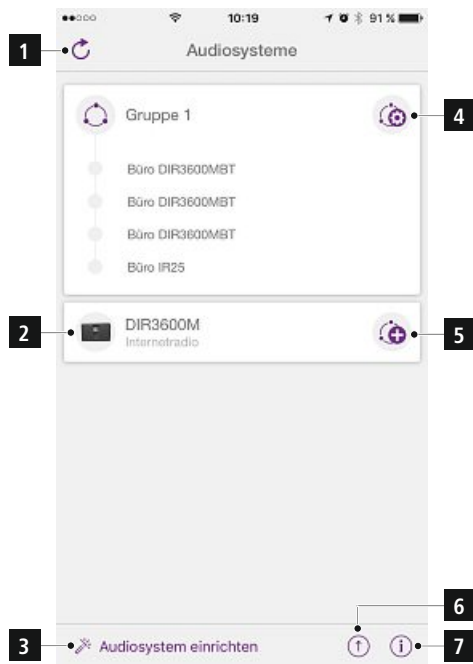 10:19
91 %
1
Audiosysteme
Gruppe 1
4
Büro DIR3600MBT
Büro DIR3600MBT
Büro DIR3600MBT
Büro IR25
2
DIR3600M
Internetradio
5
6
3
Audiosystem einrichten
7